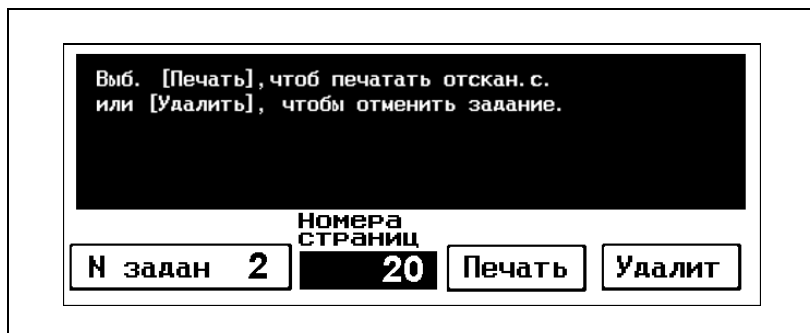 Выб. [Печать],чтоб печатать отскан.с.
или [Удалить], чтобы отменить задание.
Номера
страниц
N задан 2 20 Печать Удалит